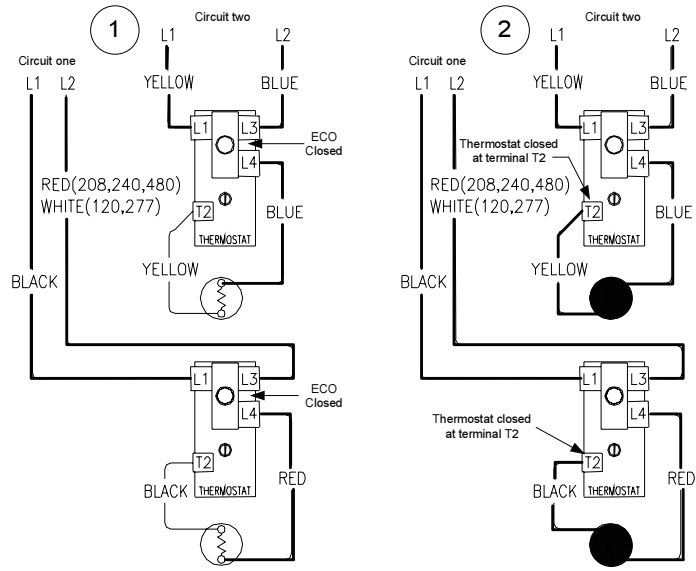 1
Circuit two
L1
L2
Circuit one
L1 L2
YELLOW
BLUE
L1 L3
ECO
Closed
L4
RED(208,240,480)
WHITE(120,277)
T2
BLUE
THERMOSTAT
YELLOW
BLACK
L1 L3
ECO
Closed
L4
T2
RED
BLACK
THERMOSTAT
2
Circuit two
L1
L2
Circuit one
L1 L2
YELLOW
BLUE
L1 L3
Thermostat closed
at terminal T2
L4
RED(208,240,480)
WHITE(120,277)
T2
BLUE
THERMOSTAT
YELLOW
BLACK
L1 L3
L4
Thermostat closed
at terminal T2
T2
RED
BLACK
THERMOSTAT